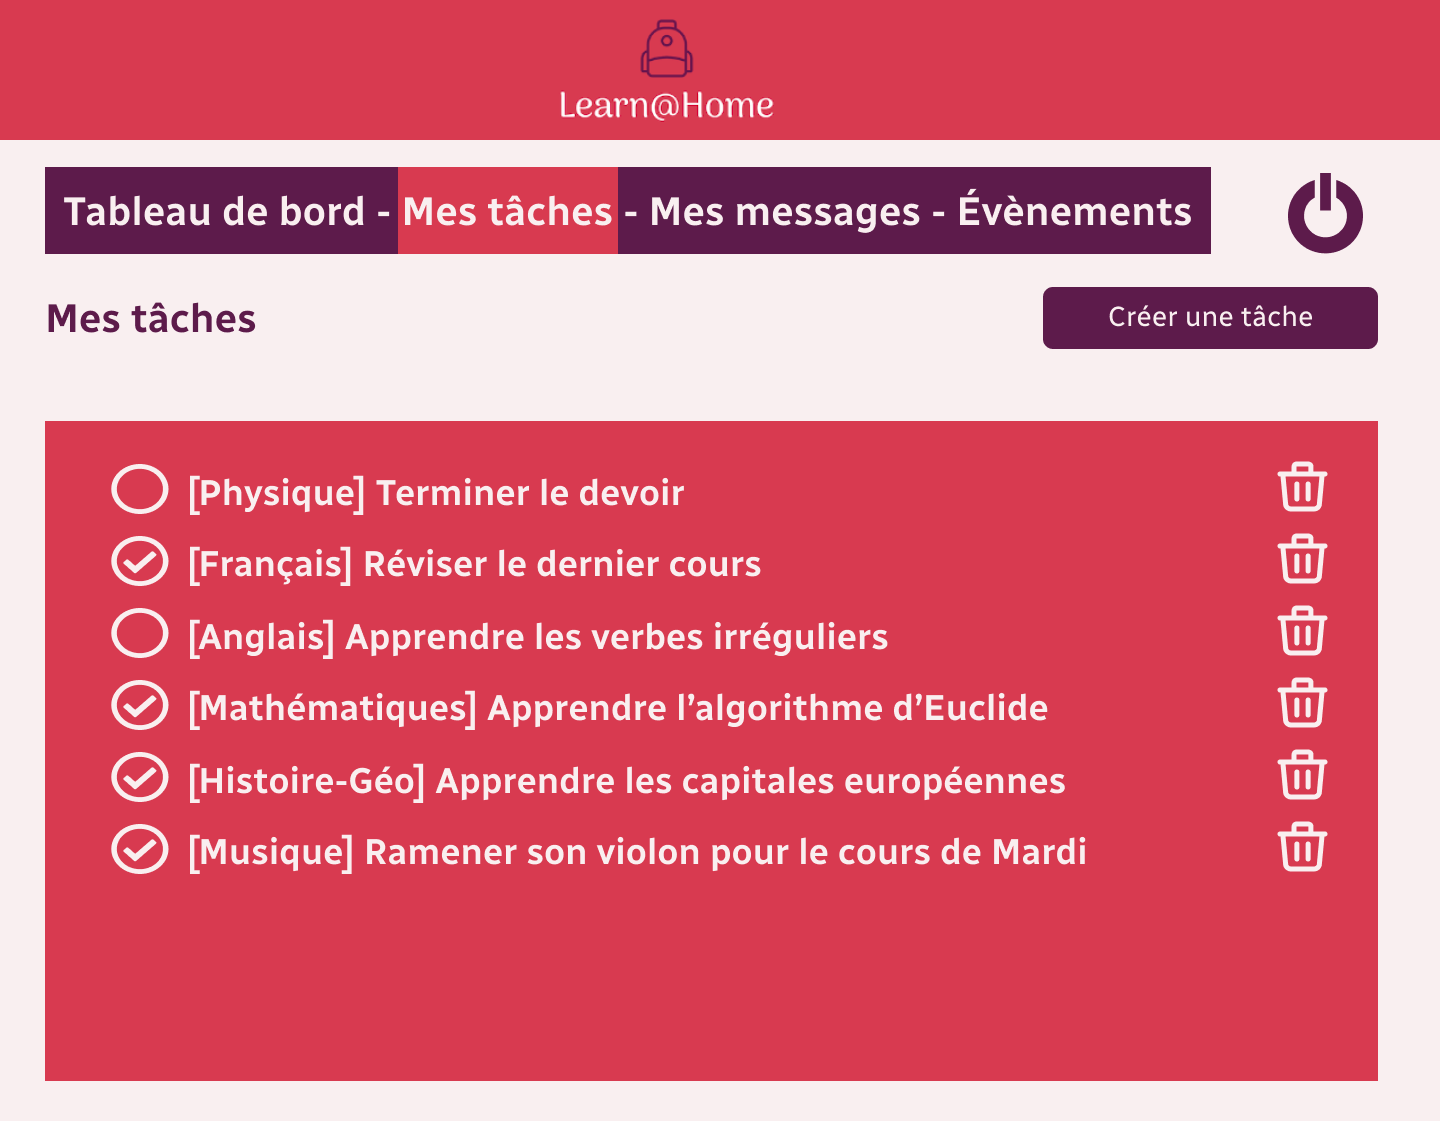 Learn@Home
Tableau de bord - Mes tâches - Mes messages - Évènements
Mes tâches
Créer une tâche
[Physique] Terminer le devoir
[Français] Réviser le dernier cours
[Anglais] Apprendre les verbes irréguliers
[Mathématiques] Apprendre l’algorithme d’Euclide
[Histoire-Géo] Apprendre les capitales européennes
[Musique] Ramener son violon pour le cours de Mardi